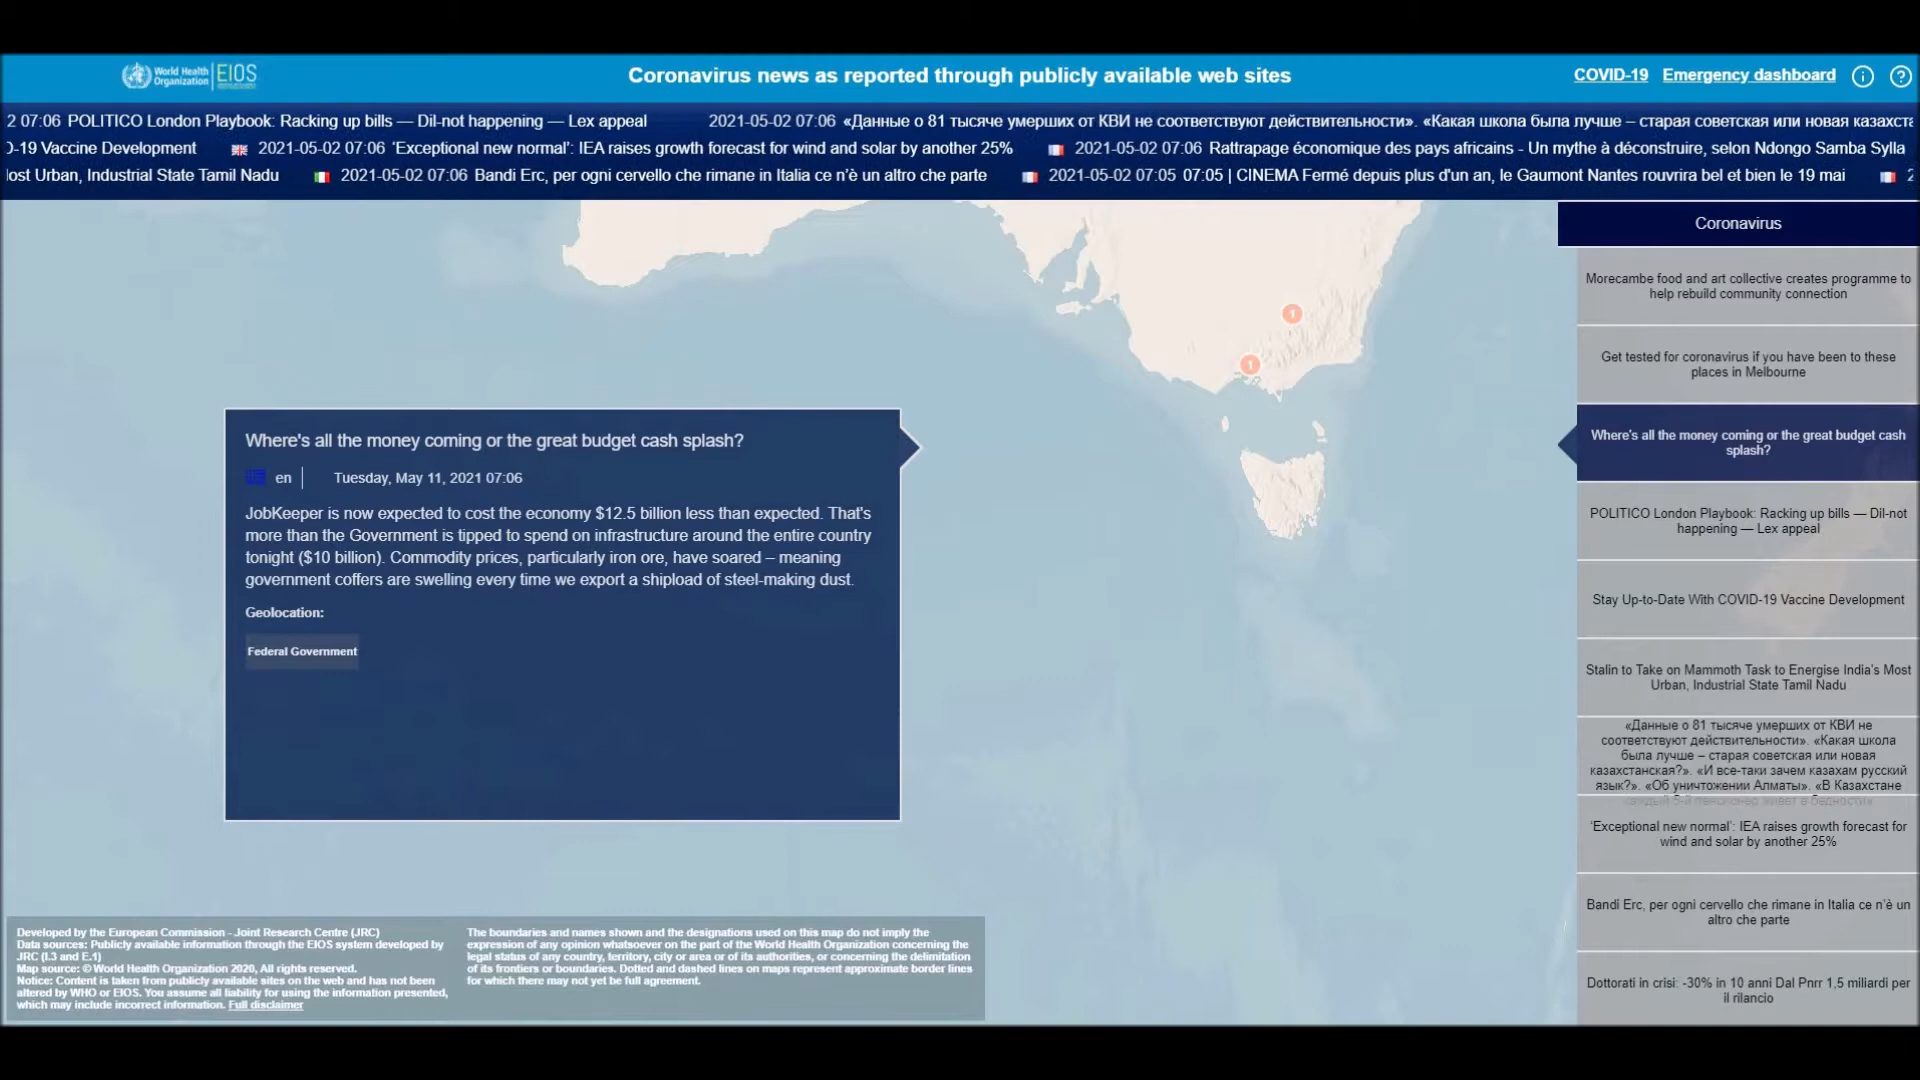 World Health
Organization
EIOS
Coronavirus news as reported through publicly available web sites
COVID-19 Emergency dashboard
2 07:06 POLITICO London Playbook: Racking up bills — Dil-not happening — Lex appeal 2021-05-02 07:06 «Данные о 81 тысяче умерших от КВИ не соответствуют действительности». «Какая школа была лучше – старая советская или новая казахста
-19 Vaccine Development 2021-05-02 07:06 ‘Exceptional new normal’: IEA raises growth forecast for wind and solar by another 25% 2021-05-02 07:06 Rattrapage économique des pays africains - Un mythe à déconstruire, selon Ndongo Samba Sylla
ost Urban, Industrial State Tamil Nadu 2021-05-02 07:06 Bandi Erc, per ogni cervello che rimane in Italia ce n’è un altro che parte 2021-05-02 07:05 07:05 | CINEMA Fermé depuis plus d'un an, le Gaumont Nantes rouvrira bel et bien le 19 mai 2
1
1
Where's all the money coming or the great budget cash splash?
en Tuesday, May 11, 2021 07:06
JobKeeper is now expected to cost the economy $12.5 billion less than expected. That's
more than the Government is tipped to spend on infrastructure around the entire country
tonight ($10 billion). Commodity prices, particularly iron ore, have soared – meaning
government coffers are swelling every time we export a shipload of steel-making dust.
Geolocation:
Federal Government
Coronavirus
Morecambe food and art collective creates programme to
help rebuild community connection
Get tested for coronavirus if you have been to these
places in Melbourne
Where's all the money coming or the great budget cash
splash?
POLITICO London Playbook: Racking up bills — Dil-not
happening — Lex appeal
Stay Up-to-Date With COVID-19 Vaccine Development
Stalin to Take on Mammoth Task to Energise India’s Most
Urban, Industrial State Tamil Nadu
«Данные о 81 тысяче умерших от КВИ не
соответствуют действительности». «Какая школа
была лучше – старая советская или новая
казахстанская?». «И все-таки зачем казахам русский
язык?». «Об уничтожении Алматы». «В Казахстане
каждый 5-й пенсионер живет в бедности»
‘Exceptional new normal’: IEA raises growth forecast for
wind and solar by another 25%
Bandi Erc, per ogni cervello che rimane in Italia ce n’è un
altro che parte
Dottorati in crisi: -30% in 10 anni Dal Pnrr 1,5 miliardi per
il rilancio
Developed by the European Commission - Joint Research Centre (JRC)
Data sources: Publicly available information through the EIOS system developed by
JRC (I.3 and E.1)
Map source: © World Health Organization 2020, All rights reserved.
Notice: Content is taken from publicly available sites on the web and has not been
altered by WHO or EIOS. You assume all liability for using the information presented,
which may include incorrect information. Full disclaimer
The boundaries and names shown and the designations used on this map do not imply the
expression of any opinion whatsoever on the part of the World Health Organization concerning the
legal status of any country, territory, city or area or of its authorities, or concerning the delimitation
of its frontiers or boundaries. Dotted and dashed lines on maps represent approximate border lines
for which there may not yet be full agreement.